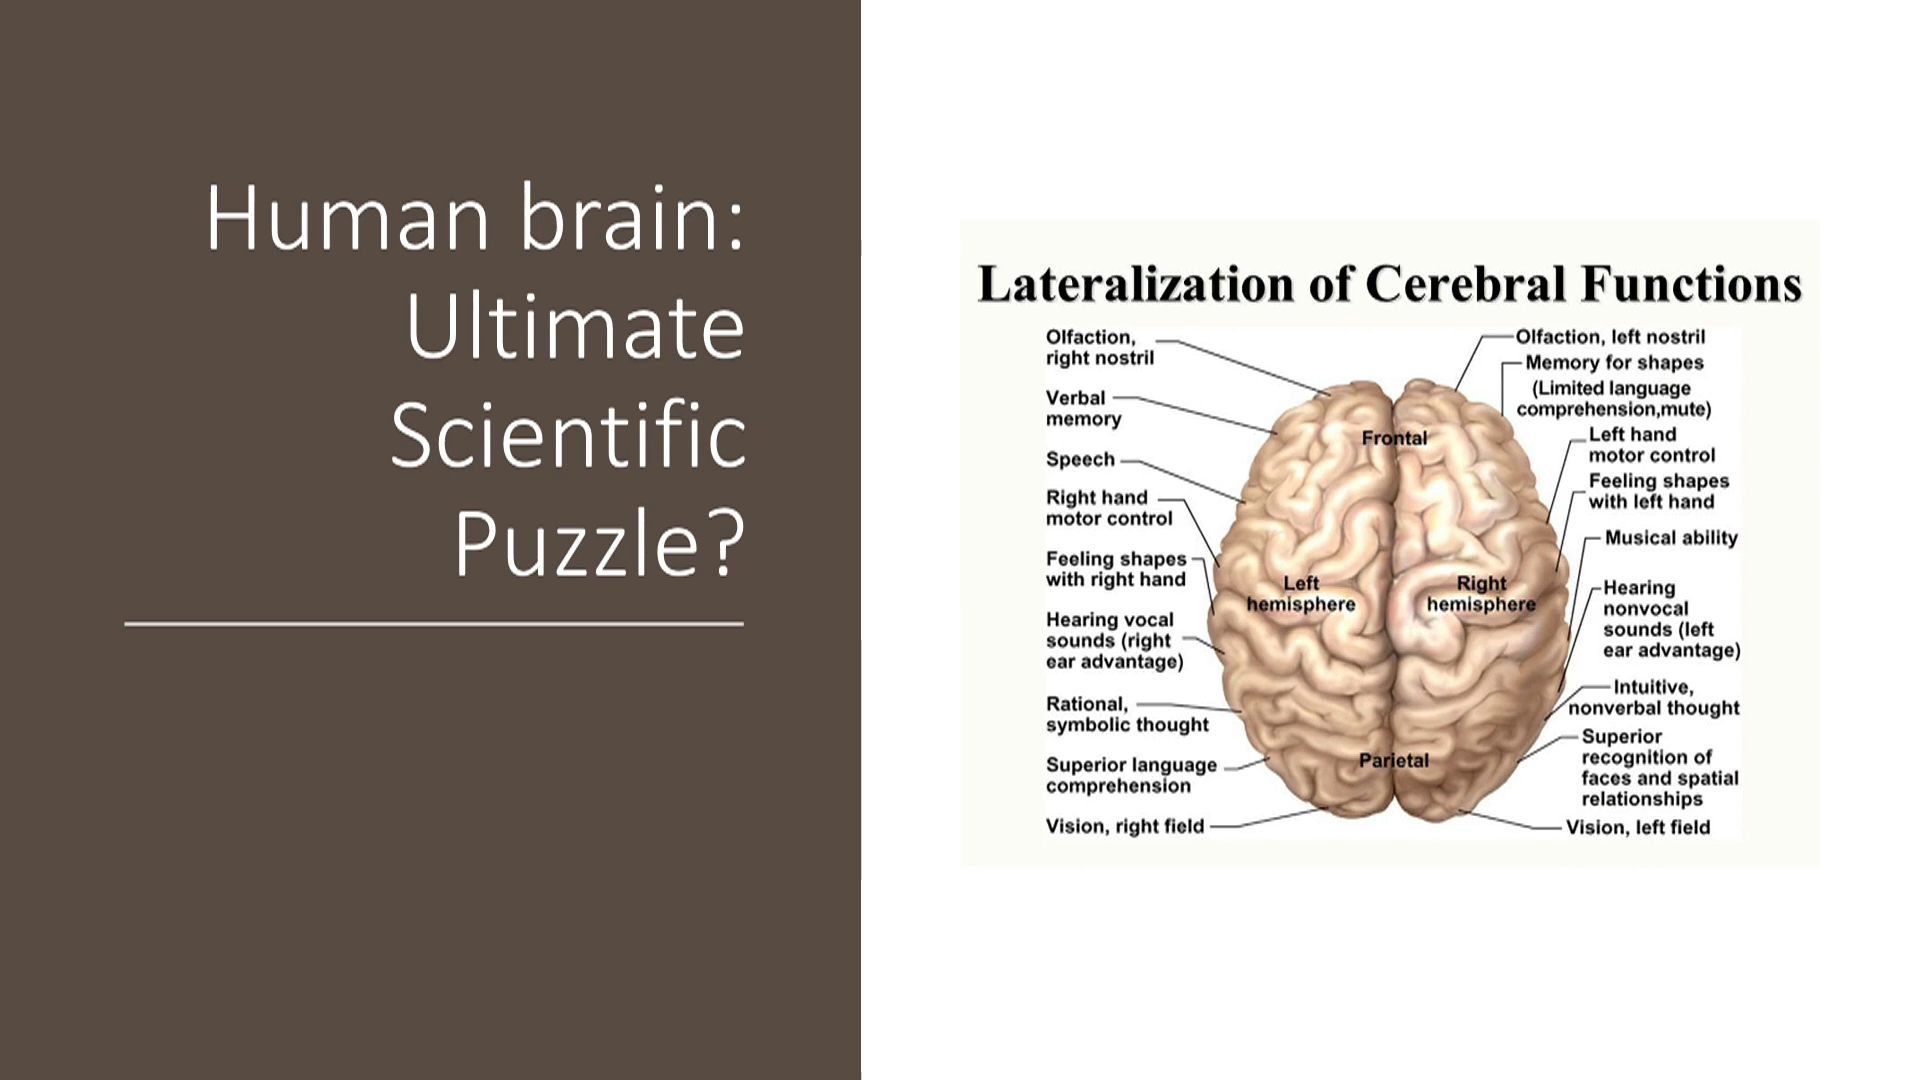 Human brain:
Ultimate
Scientific
Puzzle?
Lateralization of Cerebral Functions
Olfaction,
right nostril
Verbal
memory
Speech
Right hand
motor control
Feeling shapes
with right hand
Hearing vocal
sounds (right
ear advantage)
Rational,
symbolic thought
Superior language
comprehension
Vision, right field
Frontal
Left
hemisphere
Right
hemisphere
Parietal
Olfaction, left nostril
Memory for shapes
(Limited language
comprehension,mute)
Left hand
motor control
Feeling shapes
with left hand
Musical ability
Hearing
nonvocal
sounds (left
ear advantage)
Intuitive,
nonverbal thought
Superior
recognition of
faces and spatial
relationships
Vision, left field